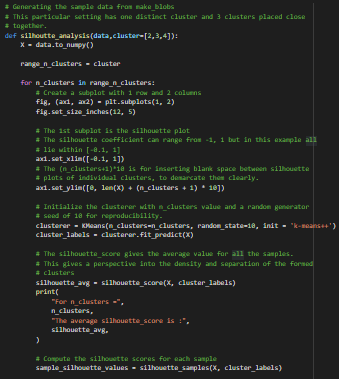 # Generating the sample data from make_blobs
# This particular setting has one distinct cluster and 3 clusters placed close
# together.
def silhoutte_analysis(data,cluster=[2,3,4]):
    X = data.to_numpy()

    range_n_clusters = cluster

    for n_clusters in range_n_clusters:
        # Create a subplot with 1 row and 2 columns
        fig, (ax1, ax2) = plt.subplots(1, 2)
        fig.set_size_inches(12, 5)

        # The 1st subplot is the silhouette plot
        # The silhouette coefficient can range from -1, 1 but in this example all
        # lie within [-0.1, 1]
        ax1.set_xlim([-0.1, 1])
        # The (n_clusters+1)*10 is for inserting blank space between silhouette
        # plots of individual clusters, to demarcate them clearly.
        ax1.set_ylim([0, len(X) + (n_clusters + 1) * 10])

        # Initialize the clusterer with n_clusters value and a random generator
        # seed of 10 for reproducibility.
        clusterer = KMeans(n_clusters=n_clusters, random_state=10, init = 'k-means++')
        cluster_labels = clusterer.fit_predict(X)

        # The silhouette_score gives the average value for all the samples.
        # This gives a perspective into the density and separation of the formed
        # clusters
        silhouette_avg = silhouette_score(X, cluster_labels)
        print(
            "For n_clusters =",
            n_clusters,
            "The average silhouette_score is :",
            silhouette_avg,
        )

        # Compute the silhouette scores for each sample
        sample_silhouette_values = silhouette_samples(X, cluster_labels)